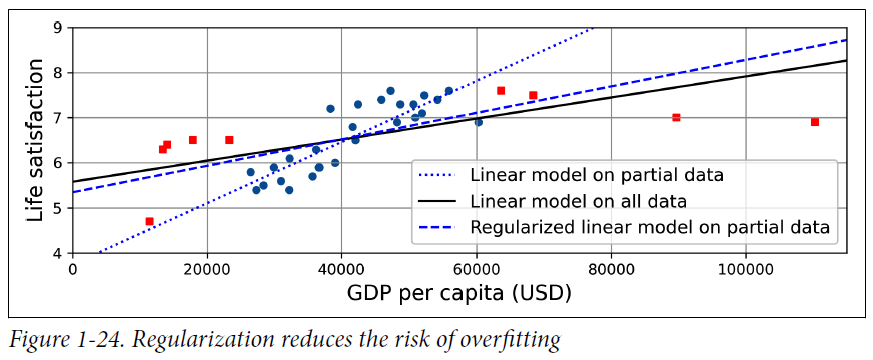 9
8
7
6
5
4
Life satisfaction
0
20000
40000
60000
80000
100000
GDP per capita (USD)
Linear model on partial data
Linear model on all data
Regularized linear model on partial data
Figure 1-24. Regularization reduces the risk of overfitting